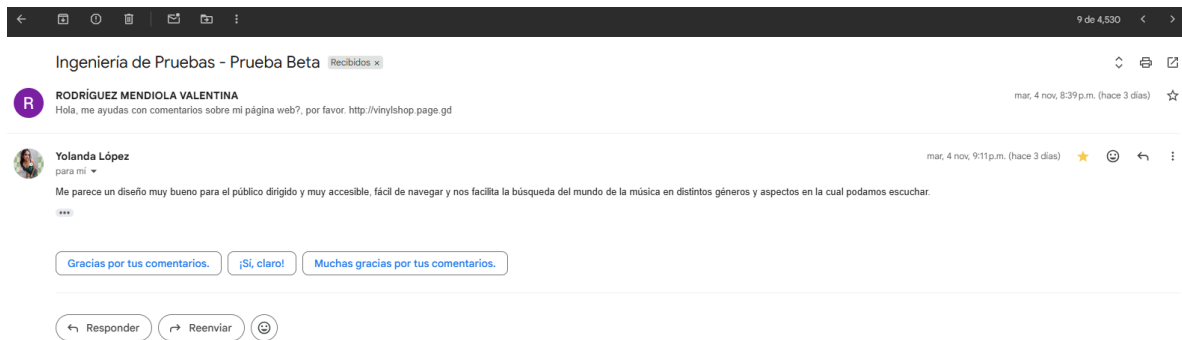 9 de 4,530
Ingeniería de Pruebas - Prueba Beta Recibidos x
R RODRÍGUEZ MENDIOLA VALENTINA mar, 4 nov, 8:39 p.m. (hace 3 días)
Hola, me ayudas con comentarios sobre mi página web?, por favor. http://vinylshop.page.gd
Yolanda López mar, 4 nov, 9:11 p.m. (hace 3 días)
para mí
Me parece un diseño muy bueno para el público dirigido y muy accesible, fácil de navegar y nos facilita la búsqueda del mundo de la música en distintos géneros y aspectos en la cual podamos escuchar.
Gracias por tus comentarios. ¡Sí, claro! Muchas gracias por tus comentarios.
Responder Reenviar